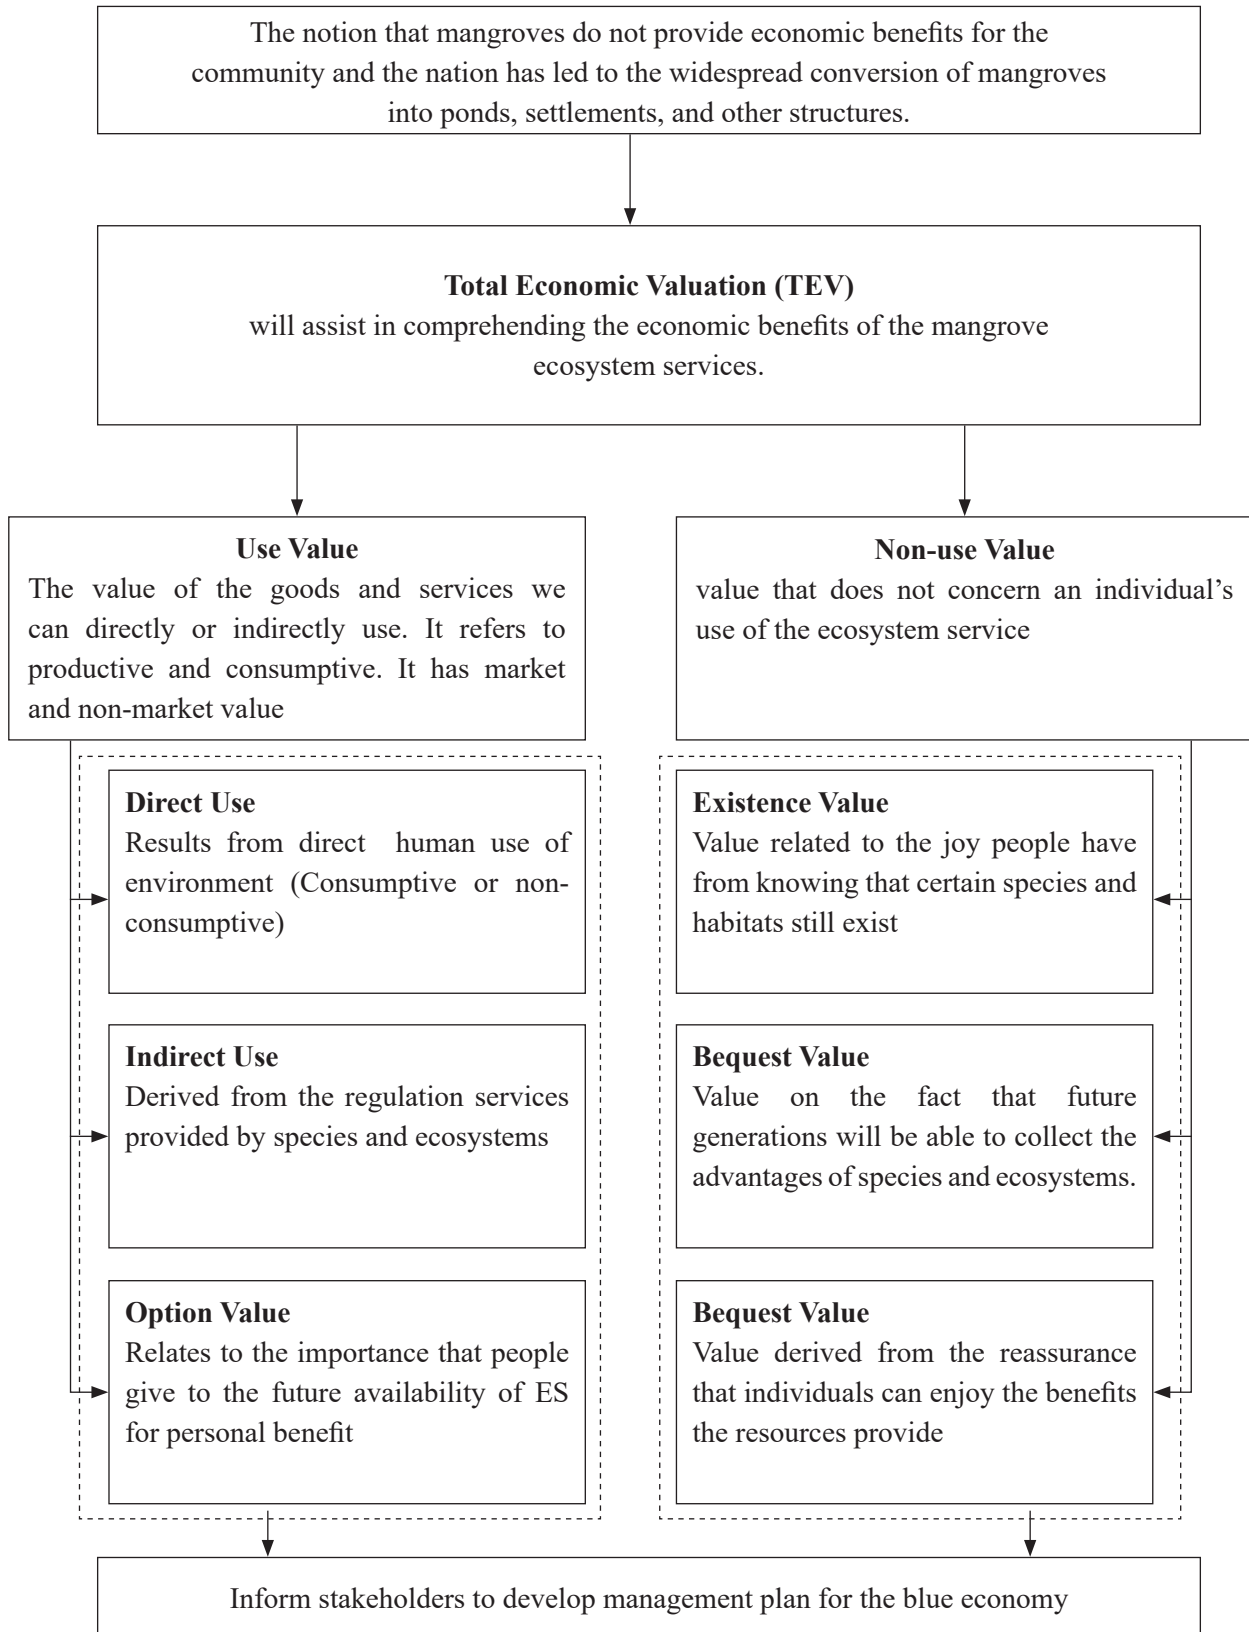 The notion that mangroves do not provide economic benefits for the
community and the nation has led to the widespread conversion of mangroves
into ponds, settlements, and other structures.
Total Economic Valuation (TEV)
will assist in comprehending the economic benefits of the mangrove
ecosystem services.
Use Value
The value of the goods and services we
can directly or indirectly use. It refers to
productive and consumptive. It has market
and non-market value
Non-use Value
value that does not concern an individual’s
use of the ecosystem service
Direct Use
Results from direct human use of
environment (Consumptive or non-
consumptive)
Existence Value
Value related to the joy people have
from knowing that certain species and
habitats still exist
Indirect Use
Derived from the regulation services
provided by species and ecosystems
Bequest Value
Value on the fact that future
generations will be able to collect the
advantages of species and ecosystems.
Option Value
Relates to the importance that people
give to the future availability of ES
for personal benefit
Bequest Value
Value derived from the reassurance
that individuals can enjoy the benefits
the resources provide
Inform stakeholders to develop management plan for the blue economy